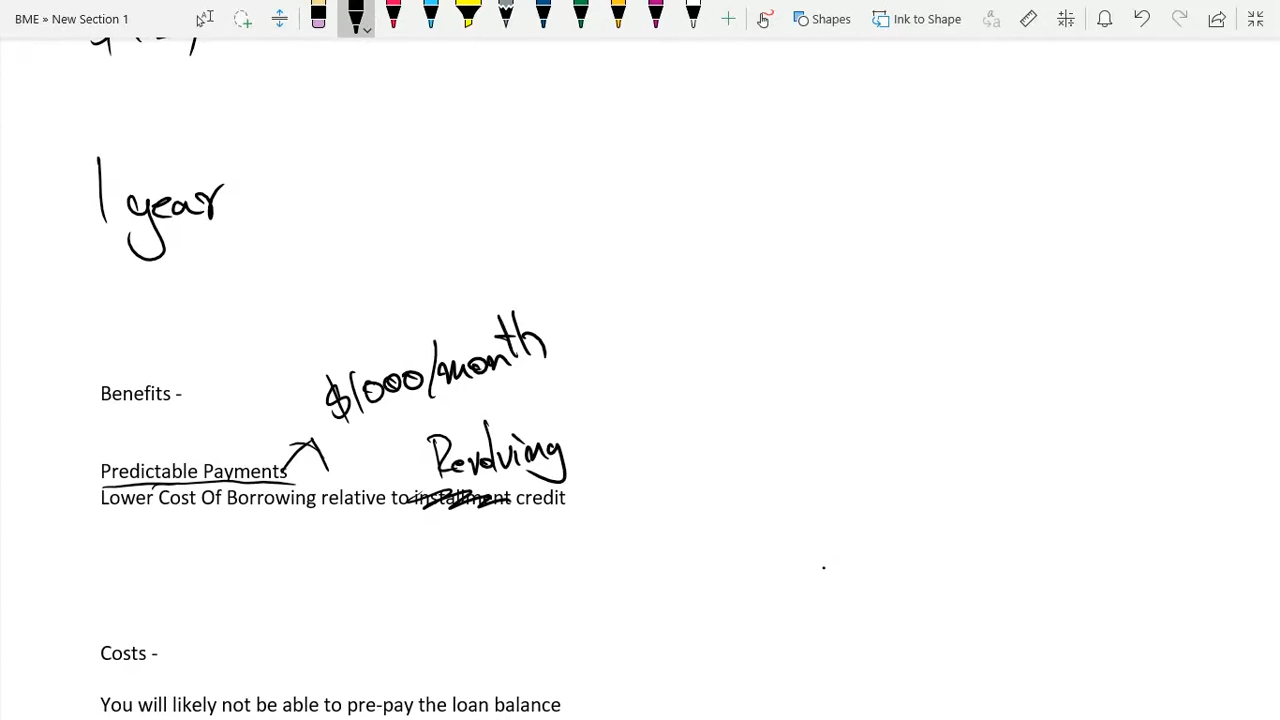 BME » New Section 1
Shapes
Ink to Shape
1 year
$1000/month
Benefits -
Revolving
Predictable Payments
Lower Cost Of Borrowing relative to installment credit
Costs -
You will likely not be able to pre-pay the loan balance